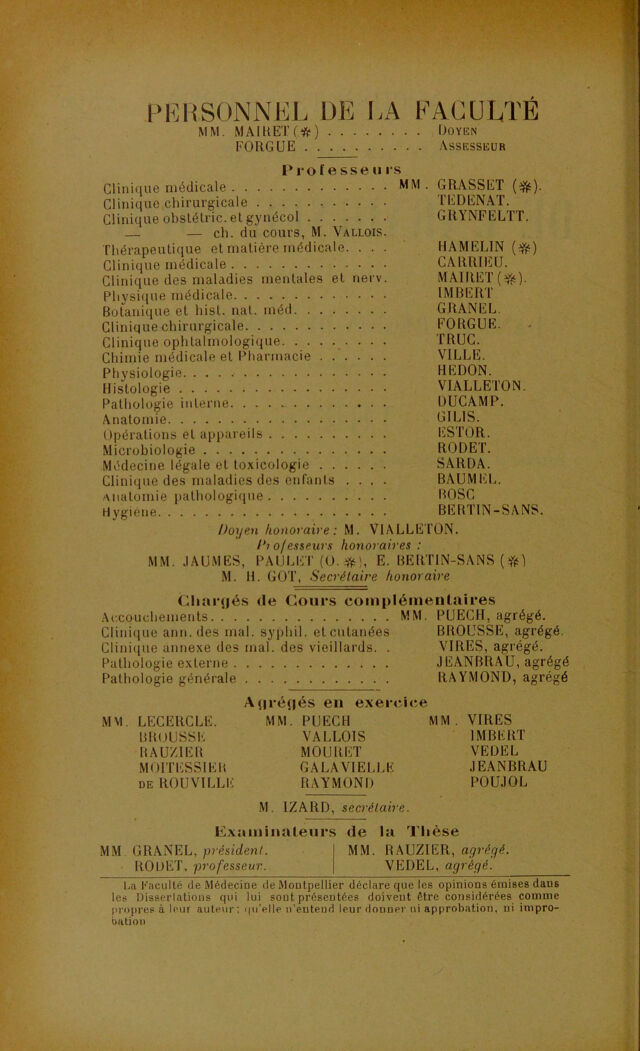 PERSONNEL DE LA FACULTÉ
MM. MAIRET (✻) . . . . . . . . DOYEN
FORGUE . . . . . . . . . . ASSESSEUR
Professeurs
Clinique médicale . . . . . . . . . . . . . MM. GRASSET (✻).
Clinique chirurgicale . . . . . . . . . . . TEDENAT.
Clinique obstétric. et gynécol . . . . . . . GRYNFELTT.
— — ch. du cours, M. VALLOIS.
Thérapeutique et matière médicale. . . . HAMELIN (✻)
Clinique médicale . . . . . . . . . . . . . CARRIEU.
Clinique des maladies mentales et nerv. MAIRET (✻).
Physique médicale. . . . . . . . . . . . . IMBERT
Botanique et hist. nat. méd. . . . . . . . GRANEL.
Clinique chirurgicale. . . . . . . . . . . . FORGUE.
Clinique ophtalmologique. . . . . . . . . TRUC.
Chimie médicale et Pharmacie . . . . . . VILLE.
Physiologie. . . . . . . . . . . . . . . . . HEDON.
Histologie . . . . . . . . . . . . . . . . . VIALLETON.
Pathologie interne. . . . . . . . . . . . . DUCAMP.
Anatomie. . . . . . . . . . . . . . . . . . GILIS.
Opérations et appareils . . . . . . . . . . ESTOR.
Microbiologie . . . . . . . . . . . . . . . RODET.
Médecine légale et toxicologie . . . . . . SARDA.
Clinique des maladies des enfants . . . . BAUMEL.
Anatomie pathologique . . . . . . . . . . BOSC
Hygiène. . . . . . . . . . . . . . . . . . BERTIN-SANS.
Doyen honoraire : M. VIALLETON.
Professeurs honoraires :
MM. JAUMES, PAULET (O. ✻), E. BERTIN-SANS (✻)
M. H. GOT, Secrétaire honoraire
Chargés de Cours complémentaires
Accouchements. . . . . . . . . . . . . . . MM. PUECH, agrégé.
Clinique ann. des mal. syphil. et cutanées BROUSSE, agrégé.
Clinique annexe des mal. des vieillards. . VIRES, agrégé.
Pathologie externe . . . . . . . . . . . . . JEANBRAU, agrégé
Pathologie générale . . . . . . . . . . . . RAYMOND, agrégé
Agrégés en exercice
MM. LECERCLE. MM. PUECH MM. VIRES
BROUSSE VALLOIS IMBERT
RAUZIER MOURET VEDEL
MOITESSIER GALAVIELLE JEANBRAU
DE ROUVILLE RAYMOND POUJOL
M. IZARD, secrétaire.
Examinateurs de la Thèse
MM. GRANEL, président. MM. RAUZIER, agrégé.
RODET, professeur. VEDEL, agrégé.
La Faculté de Médecine de Montpellier déclare que les opinions émises dans
les Dissertations qui lui sont présentées doivent être considérées comme
propres à leur auteur; qu'elle n'entend leur donner ni approbation, ni impro-
bation